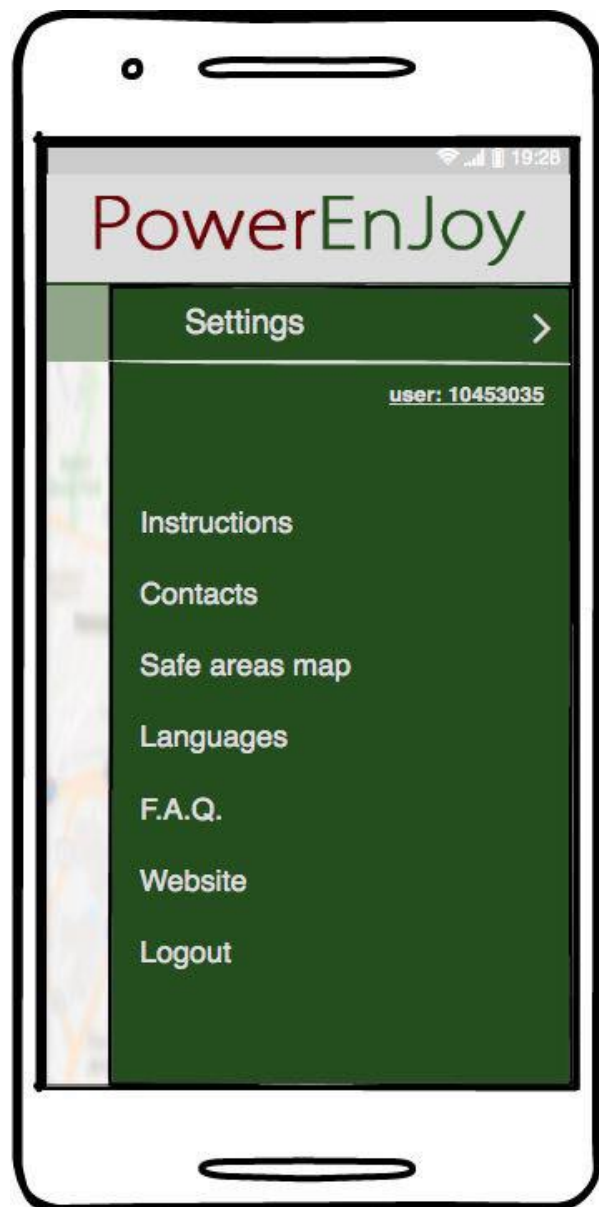 19:28
PowerEnJoy
Settings
user: 10453035
Instructions
Contacts
Safe areas map
Languages
F.A.Q.
Website
Logout